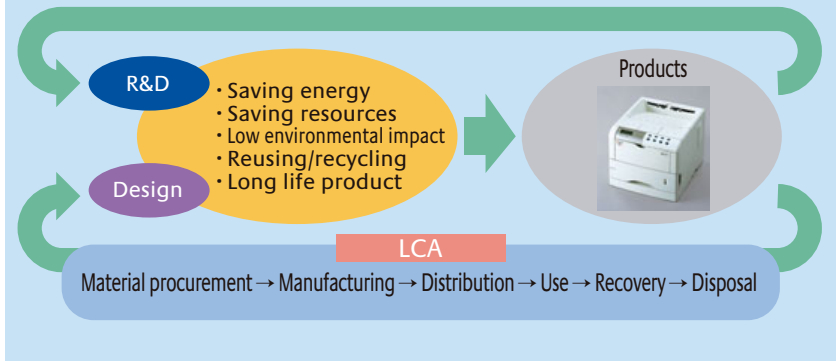 R&D
Design
・Saving energy
・Saving resources
・Low environmental impact
・Reusing/recycling
・Long life product
Products
LCA
Material procurement → Manufacturing → Distribution → Use → Recovery → Disposal